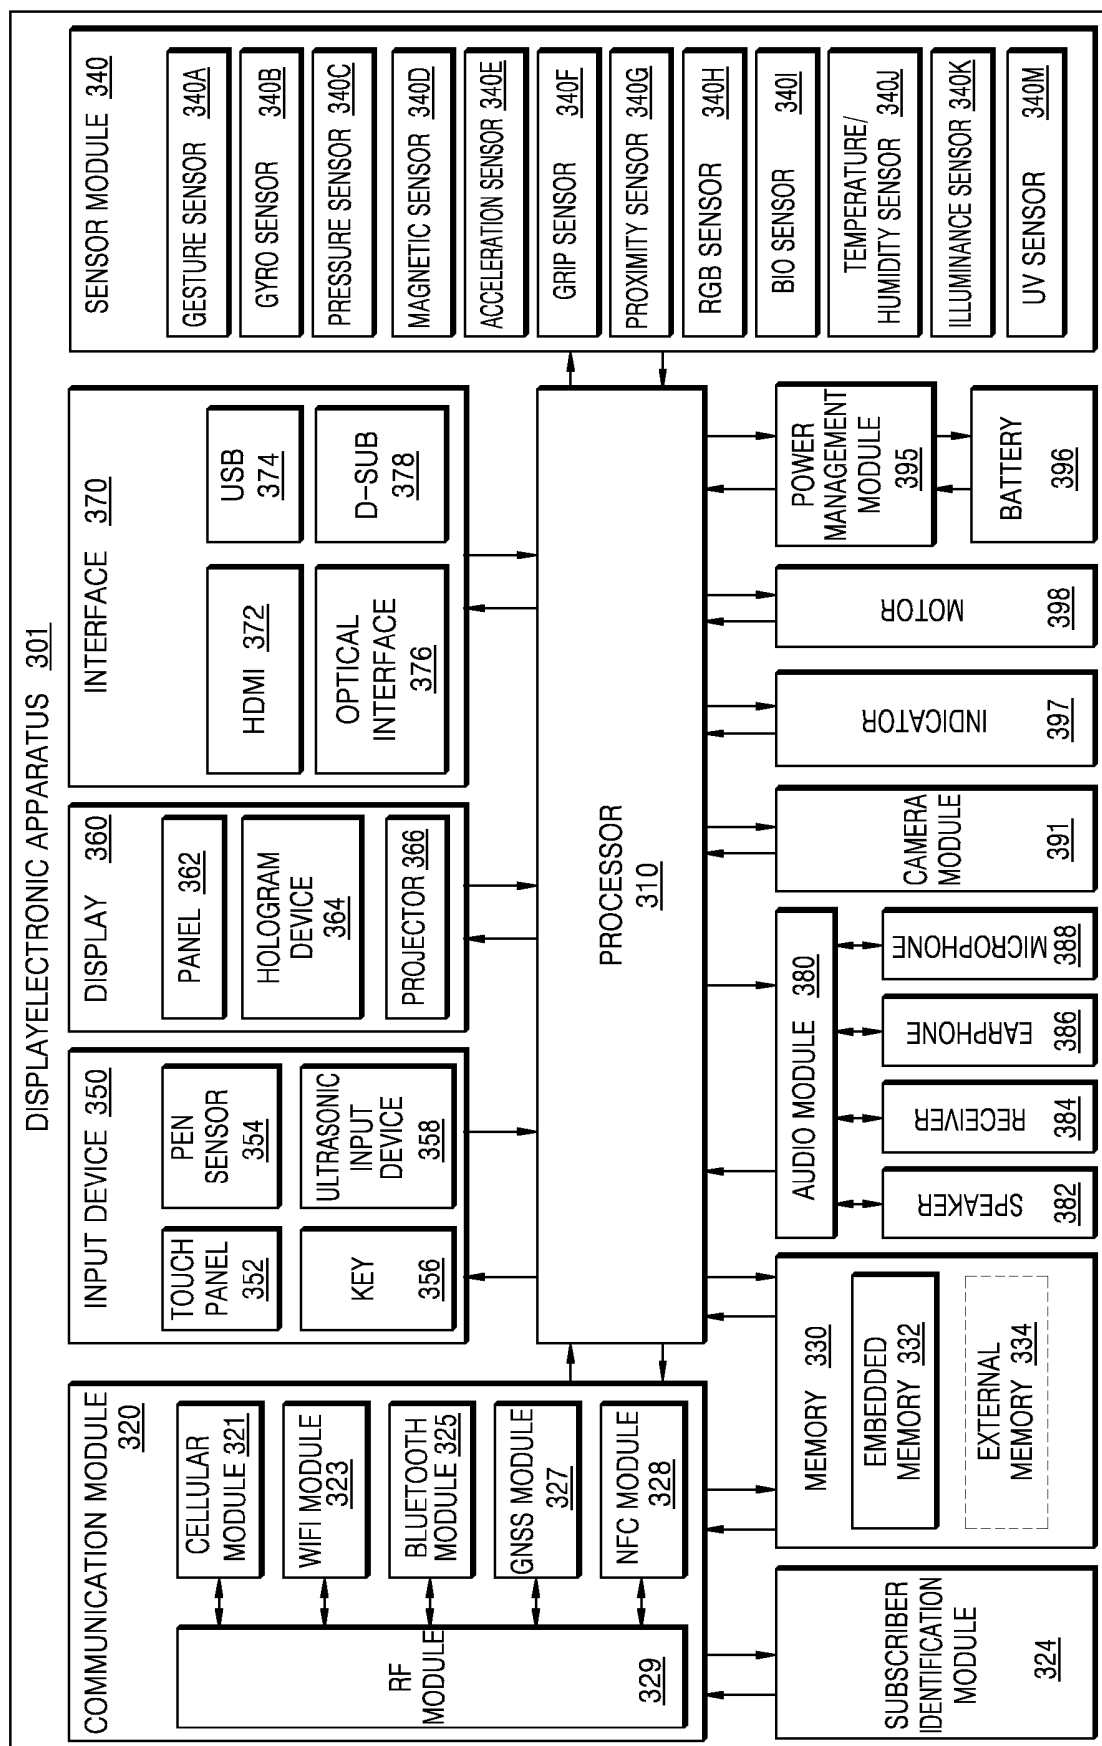 DISPLAYELECTRONIC APPARATUS 301
COMMUNICATION MODULE
320
CELLULAR
MODULE 321
WIFI MODULE
323
BLUETOOTH
MODULE 325
GNSS MODULE
327
NFC MODULE
328
RF
MODULE
329
INPUT DEVICE 350
TOUCH
PANEL
352
PEN
SENSOR
354
KEY
356
ULTRASONIC
INPUT
DEVICE
358
DISPLAY 360
PANEL 362
HOLOGRAM
DEVICE
364
PROJECTOR 366
INTERFACE 370
HDMI 372
USB
374
OPTICAL
INTERFACE
376
D-SUB
378
SENSOR MODULE 340
GESTURE SENSOR 340A
GYRO SENSOR 340B
PRESSURE SENSOR 340C
MAGNETIC SENSOR 340D
ACCELERATION SENSOR 340E
GRIP SENSOR 340F
PROXIMITY SENSOR 340G
RGB SENSOR 340H
BIO SENSOR 340I
TEMPERATURE/
HUMIDITY SENSOR 340J
ILLUMINANCE SENSOR 340K
UV SENSOR 340M
PROCESSOR
310
SUBSCRIBER
IDENTIFICATION
MODULE
324
MEMORY 330
EMBEDDED
MEMORY 332
EXTERNAL
MEMORY 334
AUDIO MODULE 380
SPEAKER
382
RECEIVER
384
EARPHONE
386
MICROPHONE
388
CAMERA
MODULE
391
INDICATOR
397
MOTOR
398
POWER
MANAGEMENT
MODULE
395
BATTERY
396